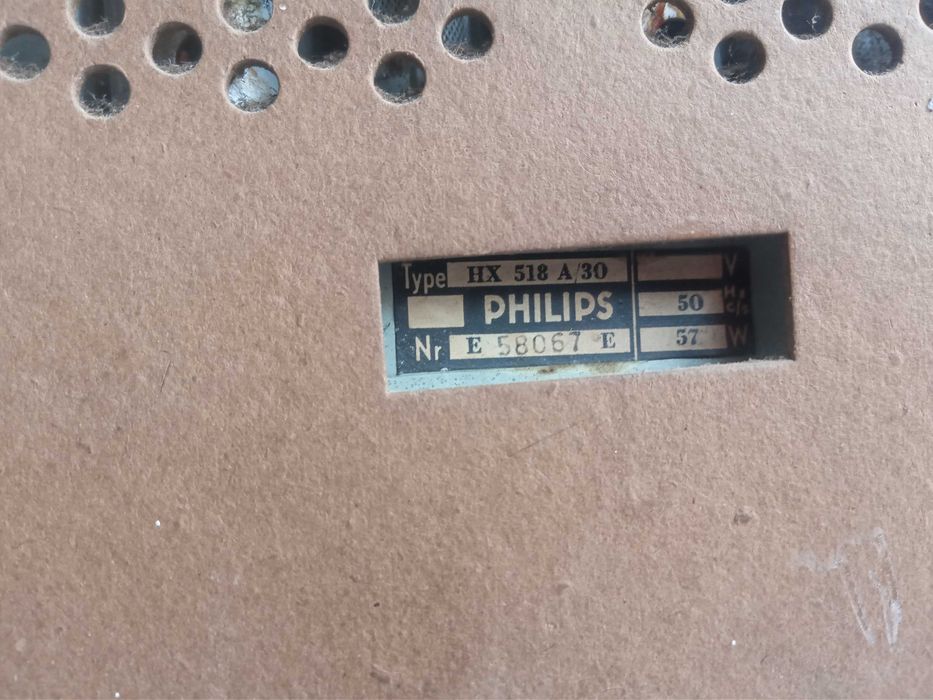 Type HX 518 A/30 V
PHILIPS 50
Nr E 58067 E 57 W